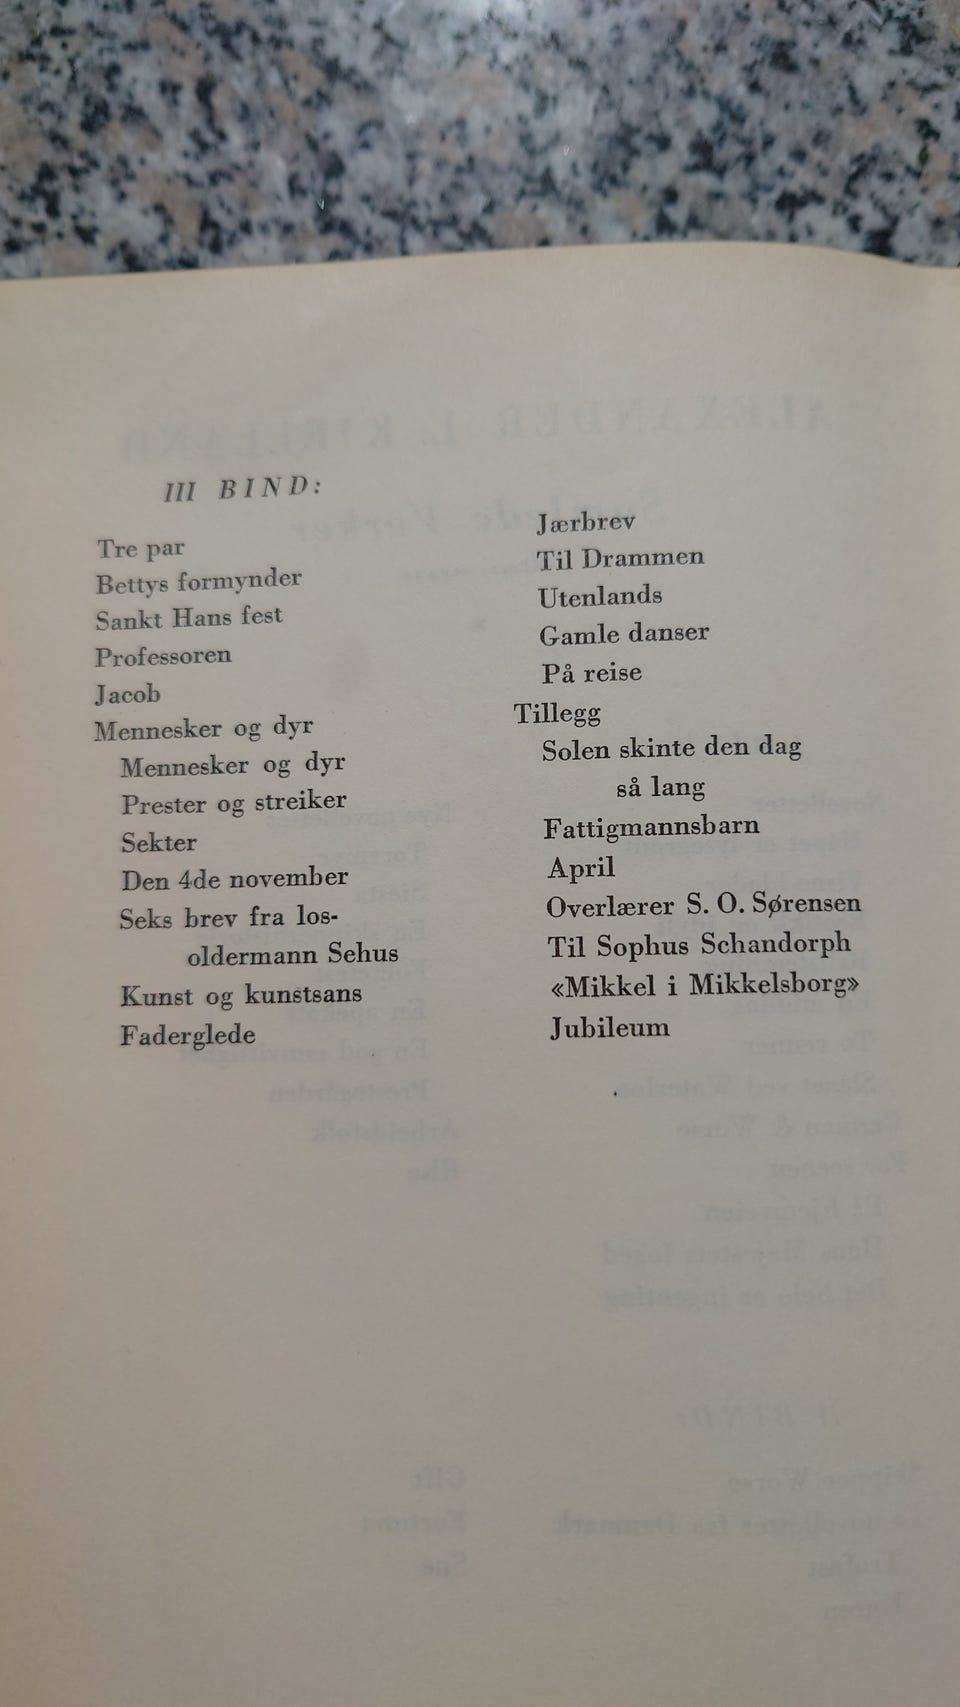 III BIND:
Tre par
Bettys formynder
Sankt Hans fest
Professoren
Jacob
Mennesker og dyr
Mennesker og dyr
Prester og streiker
Sekter
Den 4de november
Seks brev fra los-
oldermann Sehus
Kunst og kunstsans
Faderglede
Jærbrev
Til Drammen
Utenlands
Gamle danser
På reise
Tillegg
Solen skinte den dag
så lang
Fattigmannsbarn
April
Overlærer S. O. Sørensen
Til Sophus Schandorph
«Mikkel i Mikkelsborg»
Jubileum